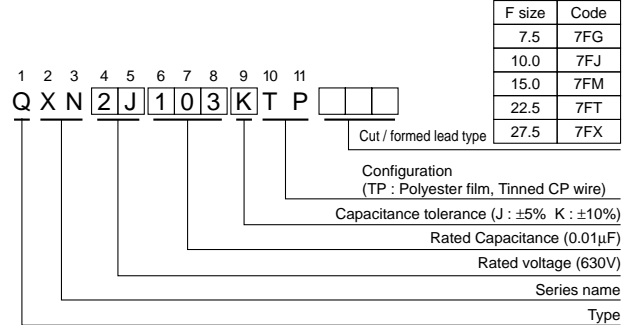 F size Code
7.5 7FG
10.0 7FJ
15.0 7FM
22.5 7FT
27.5 7FX
1 2 3 4 5 6 7 8 9 10 11
Q X N 2 J 1 0 3 K T P
Cut / formed lead type
Configuration
(TP : Polyester film, Tinned CP wire)
Capacitance tolerance (J : ±5% K : ±10%)
Rated Capacitance (0.01μF)
Rated voltage (630V)
Series name
Type